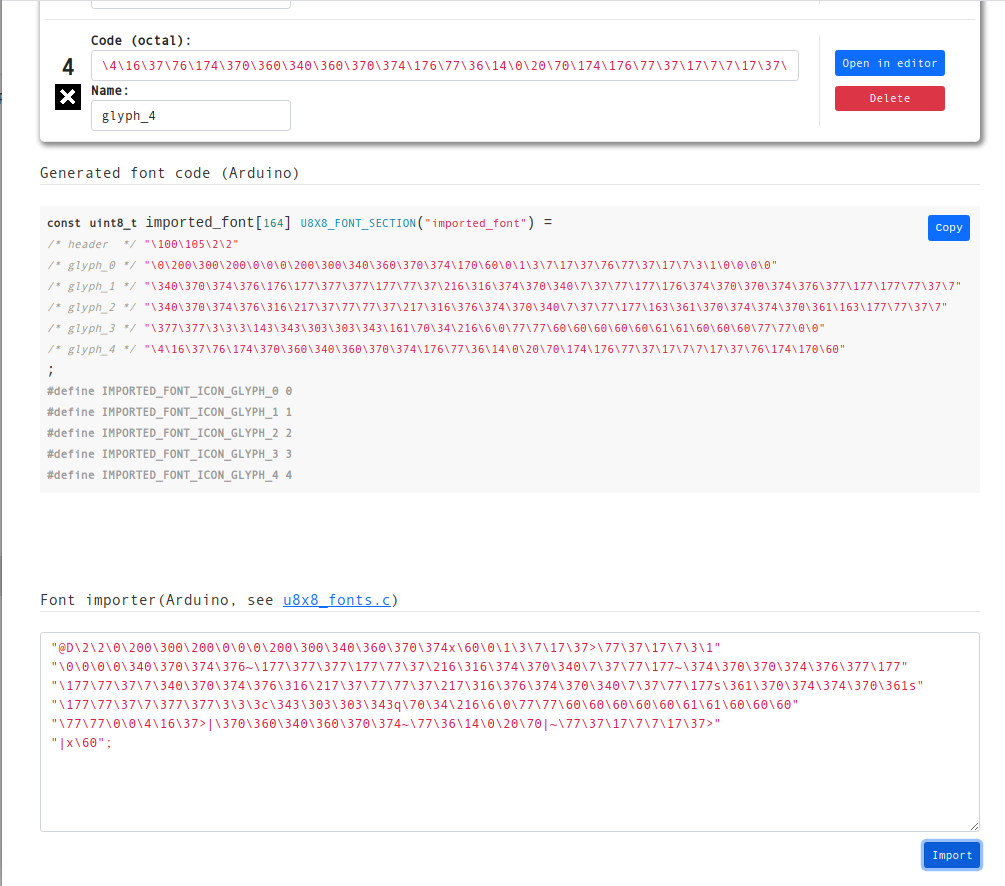 Code (octal):
4
\4\16\37\76\174\370\360\340\360\370\374\176\77\36\14\0\20\70\174\176\77\37\17\7\7\17\37\
Open in editor
Name:
Delete
glyph_4
Generated font code (Arduino)
const uint8_t imported_font[164] U8X8_FONT_SECTION("imported_font") =
Copy
/* header  */ "\100\105\2\2"
/* glyph_0 */ "\0\200\300\200\0\0\0\200\300\340\360\370\374\170\60\0\1\3\7\17\37\76\77\37\17\7\3\1\0\0\0\0"
/* glyph_1 */ "\340\370\374\376\176\177\377\377\177\77\37\216\316\374\370\340\7\37\77\177\176\374\370\370\374\376\377\177\177\77\37\7"
/* glyph_2 */ "\340\370\374\376\316\217\37\77\77\37\217\316\376\374\370\340\7\37\77\177\163\361\370\374\374\370\361\163\177\77\37\7"
/* glyph_3 */ "\377\377\3\3\3\143\343\303\303\343\161\70\34\216\6\0\77\77\60\60\60\60\60\61\61\60\60\60\77\77\0\0"
/* glyph_4 */ "\4\16\37\76\174\370\360\340\360\370\374\176\77\36\14\0\20\70\174\176\77\37\17\7\7\17\37\76\174\170\60"
;
#define IMPORTED_FONT_ICON_GLYPH_0 0
#define IMPORTED_FONT_ICON_GLYPH_1 1
#define IMPORTED_FONT_ICON_GLYPH_2 2
#define IMPORTED_FONT_ICON_GLYPH_3 3
#define IMPORTED_FONT_ICON_GLYPH_4 4
Font importer(Arduino, see u8x8_fonts.c)
"@D\2\2\0\200\300\200\0\0\0\200\300\340\360\370\374x\60\0\1\3\7\17\37>\77\37\17\7\3\1"
"\0\0\0\0\340\370\374\376~\177\377\377\177\77\37\216\316\374\370\340\7\37\77\177~\374\370\370\374\376\377\177"
"\177\77\37\7\340\370\374\376\316\217\37\77\77\37\217\316\376\374\370\340\7\37\77\177s\361\370\374\374\370\361s"
"\177\77\37\7\377\377\3\3\3c\343\303\303\343q\70\34\216\6\0\77\77\60\60\60\60\60\61\61\60\60\60"
"\77\77\0\0\4\16\37>|\370\360\340\360\370\374~\77\36\14\0\20\70|~\77\37\17\7\7\17\37>"
"|x\60";
Import